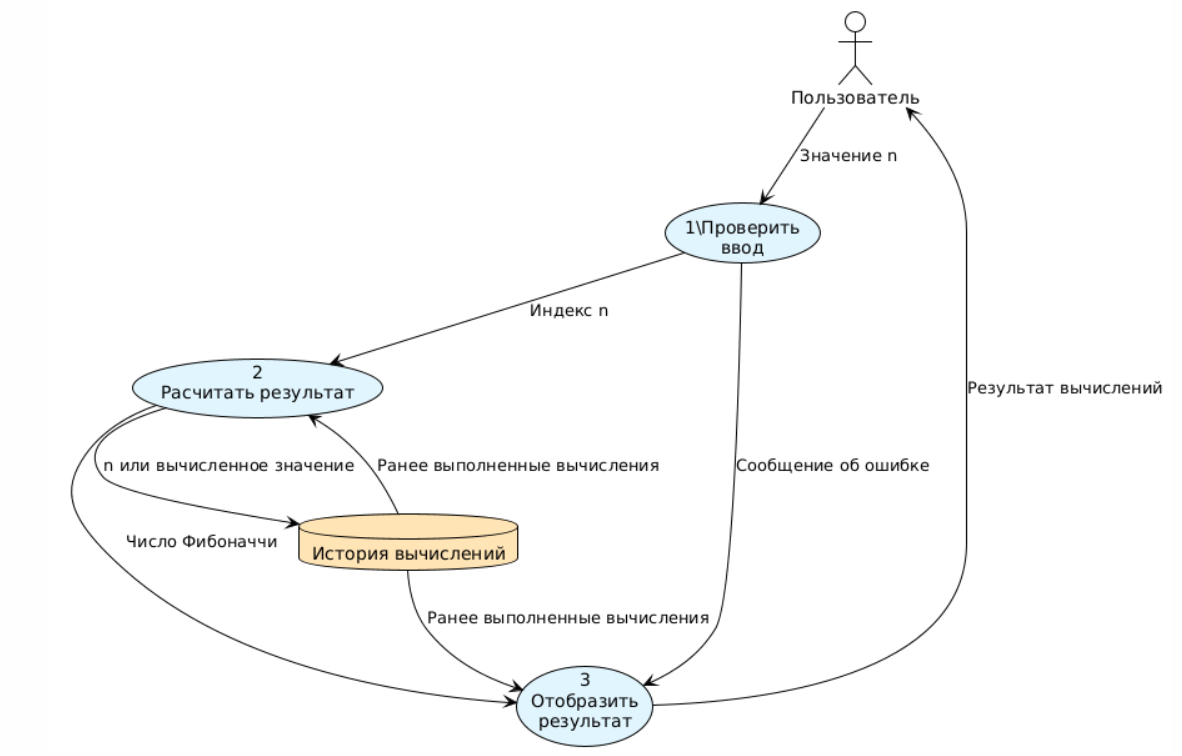 Пользователь
Значение n
1\Проверить
ввод
Индекс n
2
Расчитать результат
Результат вычислений
n или вычисленное значение
Ранее выполненные вычисления
Сообщение об ошибке
Число Фибоначчи
История вычислений
Ранее выполненные вычисления
3
Отобразить
результат